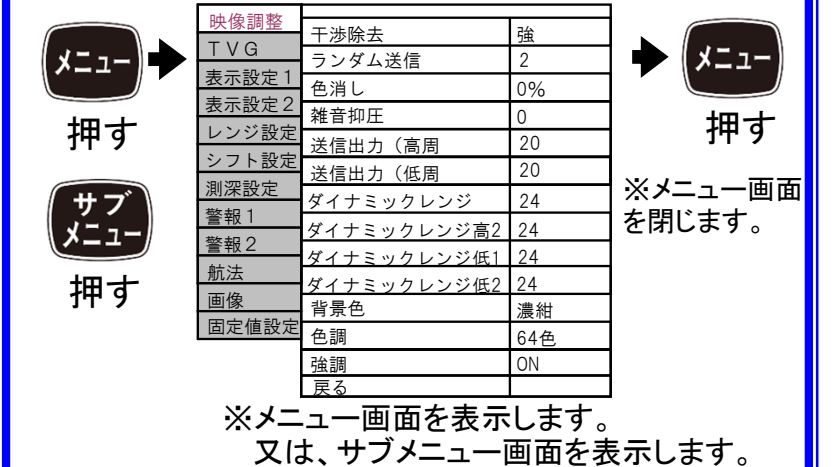 メニュー
押す
サブ
メニュー
押す
映像調整
ＴＶＧ
表示設定１
表示設定２
レンジ設定
シフト設定
測深設定
警報１
警報２
航法
画像
固定値設定
干渉除去 強
ランダム送信 2
色消し 0%
雑音抑圧 0
送信出力（高周 20
送信出力（低周 20
ダイナミックレンジ 24
ダイナミックレンジ高2 24
ダイナミックレンジ低1 24
ダイナミックレンジ低2 24
背景色 濃紺
色調 64色
強調 ON
戻る
メニュー
押す
※メニュー画面
を閉じます。
※メニュー画面を表示します。
又は、サブメニュー画面を表示します。